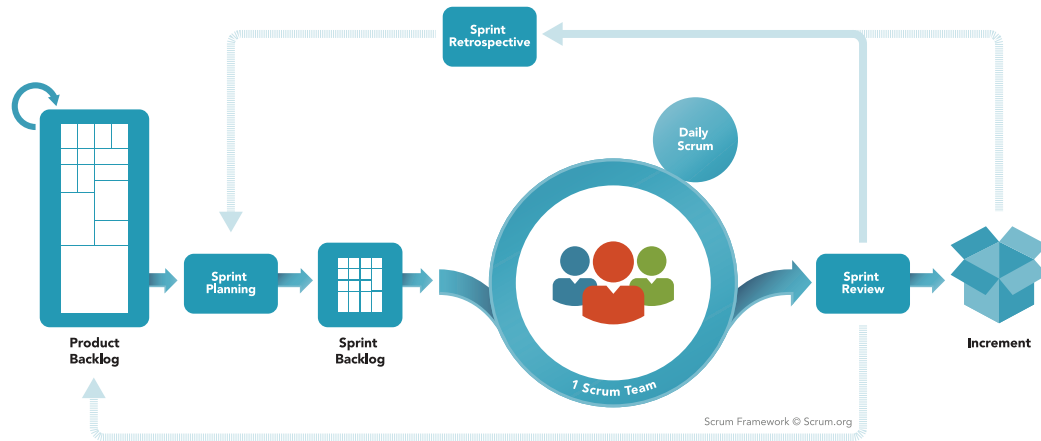 Sprint
Retrospective
Daily
Scrum
Sprint
Planning
Sprint
Review
Product
Backlog
Sprint
Backlog
1 Scrum Team
Increment
Scrum Framework © Scrum.org